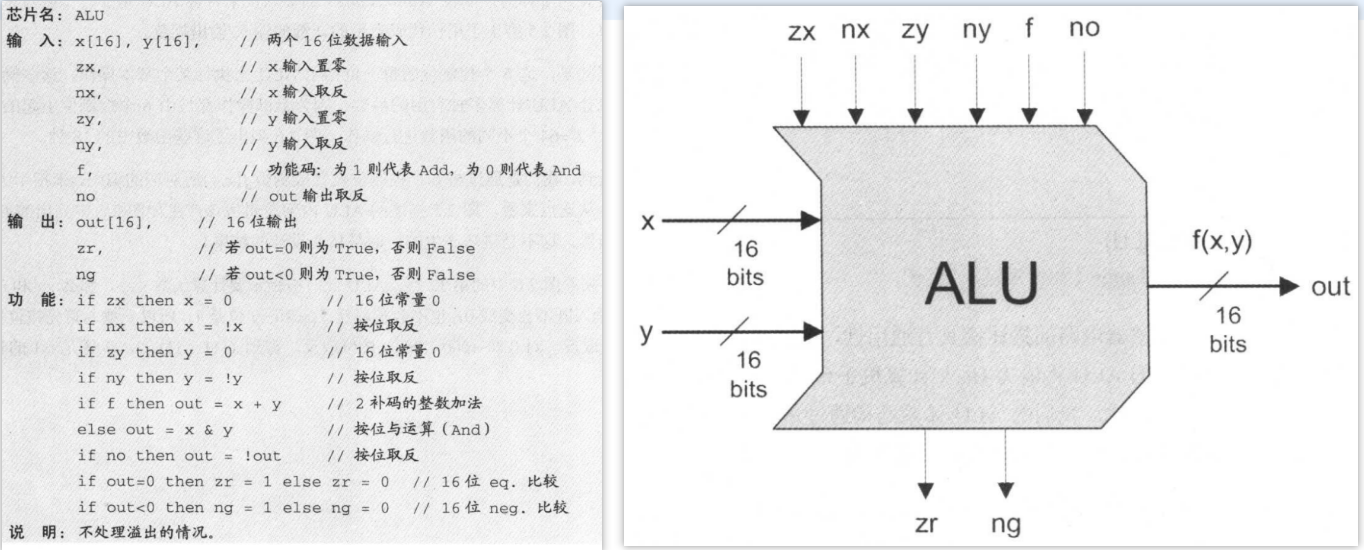 芯片名: ALU
输 入: x[16], y[16], // 两个16位数据输入
zx, // x输入置零
nx, // x输入取反
zy, // y输入置零
ny, // y输入取反
f, // 功能码: 为1则代表Add, 为0则代表And
no // out输出取反
输 出: out[16], // 16位输出
zr, // 若out=0则为True, 否则False
ng // 若out<0则为True, 否则False
功 能: if zx then x = 0 // 16位常量0
if nx then x = !x // 按位取反
if zy then y = 0 // 16位常量0
if ny then y = !y // 按位取反
if f then out = x + y // 2补码的整数加法
else out = x & y // 按位与运算 (And)
if no then out = !out // 按位取反
if out=0 then zr = 1 else zr = 0 // 16位 eq. 比较
if out<0 then ng = 1 else ng = 0 // 16位 neg. 比较
说 明: 不处理溢出的情况。
zx nx zy ny f no
x
16
bits
y
16
bits
ALU
f(x,y)
out
16
bits
zr ng